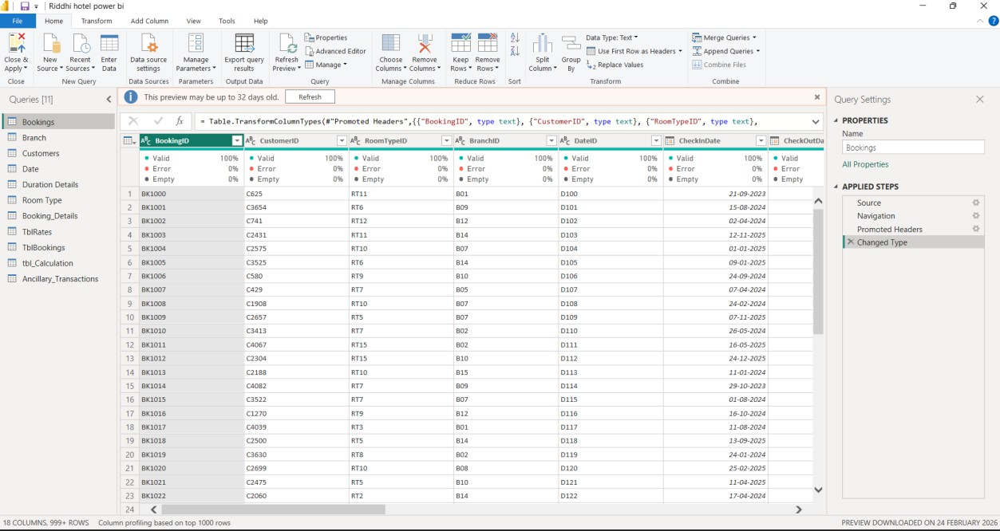 Riddhi hotel power bi
File Home Transform Add Column View Tools Help
Close & Apply
New Source
Recent Sources
Enter Data
Data source settings
Manage Parameters
Export query results
Refresh Preview
Properties
Advanced Editor
Manage
Choose Columns
Remove Columns
Keep Rows
Remove Rows
Split Column
Group By
Data Type: Text
Use First Row as Headers
Replace Values
Merge Queries
Append Queries
Combine Files
Close New Query Data Sources Parameters Output Data Query Manage Columns Reduce Rows Sort Transform Combine
Queries [11]
Bookings
Branch
Customers
Date
Duration Details
Room Type
Booking_Details
TblRates
TblBookings
tbl_Calculation
Ancillary_Transactions
This preview may be up to 32 days old. Refresh
fx = Table.TransformColumnTypes(#"Promoted Headers",{{"BookingID", type text}, {"CustomerID", type text}, {"RoomTypeID", type text},
BookingID CustomerID RoomTypeID BranchID DateID CheckInDate CheckOutDa
Valid 100% Valid 100% Valid 100% Valid 100% Valid 100% Valid 100% Valid
Error 0% Error 0% Error 0% Error 0% Error 0% Error 0% Error
Empty 0% Empty 0% Empty 0% Empty 0% Empty 0% Empty 0% Empty
1 BK1000 C625 RT11 B01 D100 21-09-2023
2 BK1001 C3654 RT6 B09 D101 15-08-2024
3 BK1002 C741 RT12 B12 D102 02-04-2024
4 BK1003 C2431 RT11 B14 D103 12-11-2025
5 BK1004 C2575 RT10 B07 D104 01-01-2025
6 BK1005 C3525 RT6 B14 D105 09-01-2025
7 BK1006 C580 RT9 B10 D106 24-09-2024
8 BK1007 C429 RT7 B05 D107 07-04-2024
9 BK1008 C1908 RT10 B07 D108 24-02-2024
10 BK1009 C2657 RT5 B07 D109 07-11-2025
11 BK1010 C3413 RT7 B02 D110 26-05-2024
12 BK1011 C4067 RT15 B02 D111 16-05-2025
13 BK1012 C2304 RT15 B10 D112 24-12-2025
14 BK1013 C2188 RT10 B15 D113 11-01-2024
15 BK1014 C4082 RT7 B09 D114 29-10-2023
16 BK1015 C3522 RT7 B07 D115 01-08-2024
17 BK1016 C1270 RT9 B12 D116 16-10-2024
18 BK1017 C4039 RT3 B01 D117 11-08-2024
19 BK1018 C2500 RT5 B14 D118 13-09-2025
20 BK1019 C3630 RT8 B02 D119 24-01-2024
21 BK1020 C2699 RT10 B08 D120 25-02-2025
22 BK1021 C2475 RT5 B10 D121 11-04-2025
23 BK1022 C2060 RT2 B14 D122 17-04-2024
24
Query Settings
PROPERTIES
Name
Bookings
All Properties
APPLIED STEPS
Source
Navigation
Promoted Headers
Changed Type
18 COLUMNS, 999+ ROWS Column profiling based on top 1000 rows PREVIEW DOWNLOADED ON 24 FEBRUARY 2026